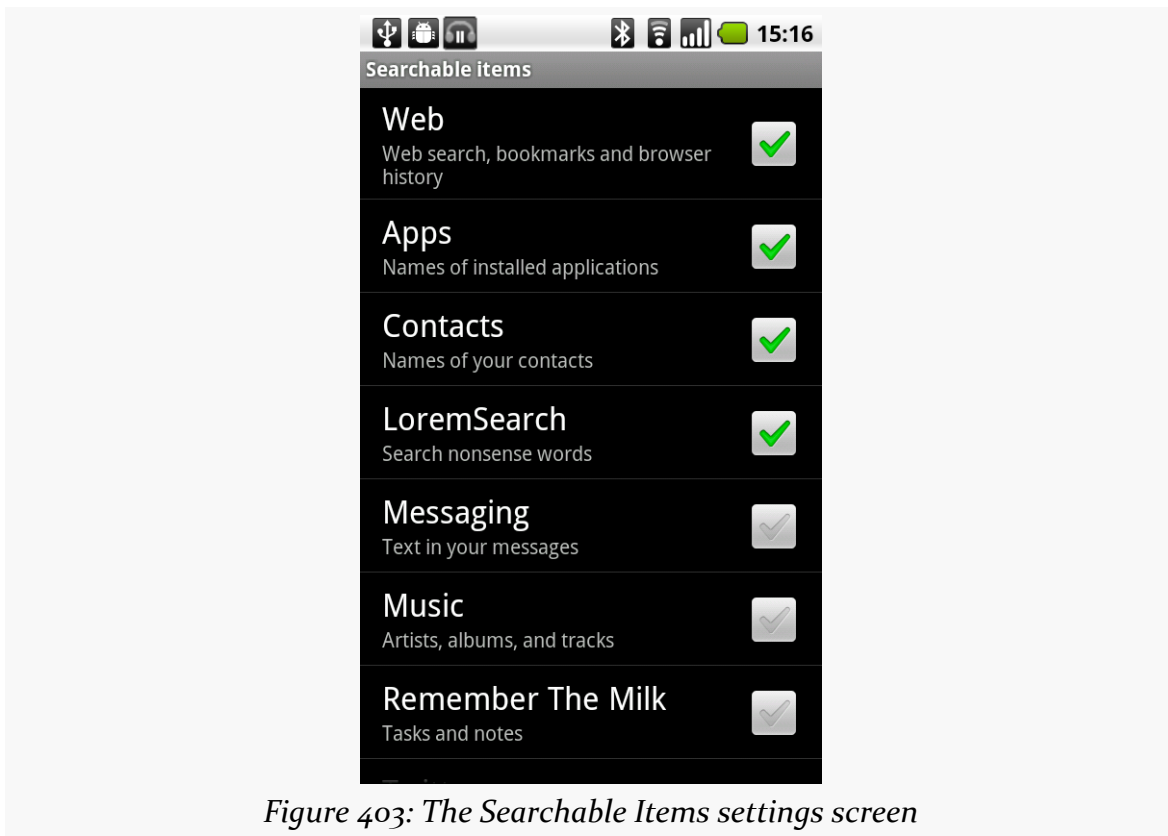 15:16
Searchable items
Web
Web search, bookmarks and browser
history
Apps
Names of installed applications
Contacts
Names of your contacts
LoremSearch
Search nonsense words
Messaging
Text in your messages
Music
Artists, albums, and tracks
Remember The Milk
Tasks and notes
Figure 403: The Searchable Items settings screen